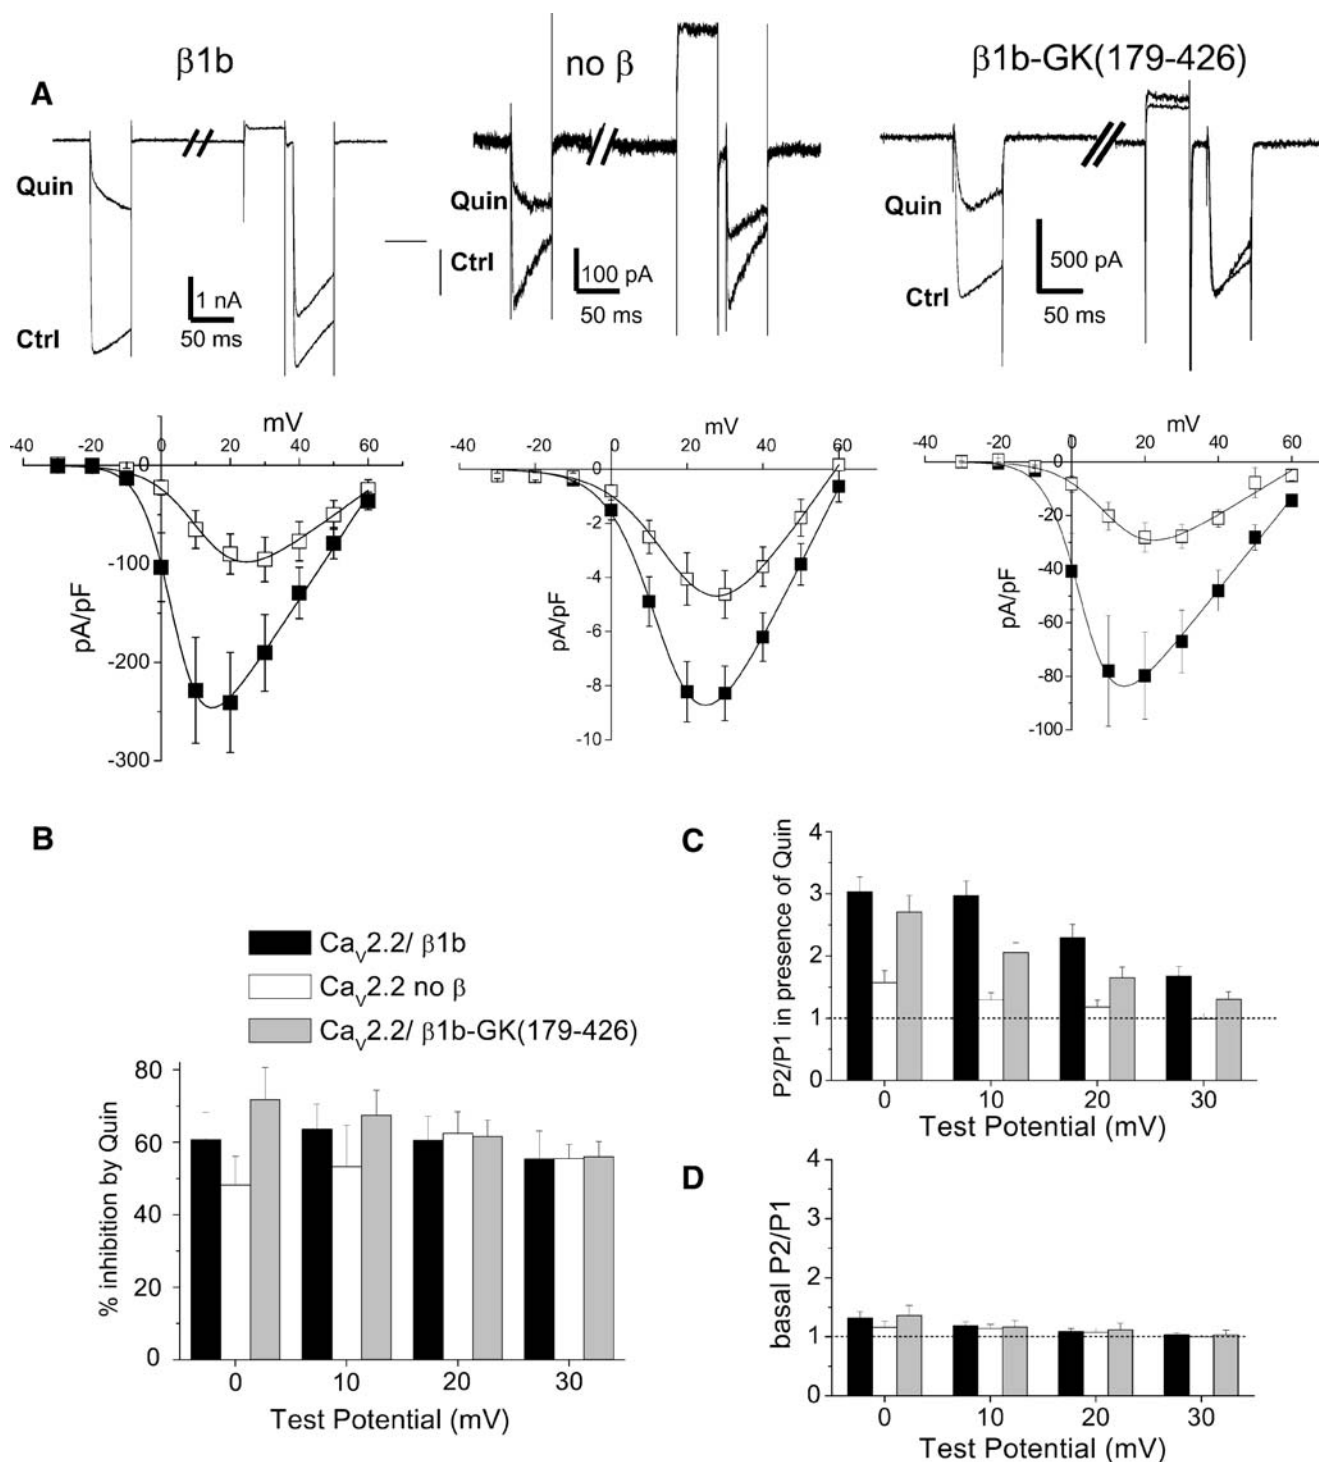 A
β1b
no β
β1b-GK(179-426)
Quin
Ctrl
1 nA
50 ms
Quin
Ctrl
100 pA
50 ms
Quin
Ctrl
500 pA
50 ms
mV
-40 -20 0 20 40 60
0
-100
-200
-300
pA/pF
mV
-40 -20 0 20 40 60
0
-2
-4
-6
-8
-10
pA/pF
mV
-40 -20 0 20 40 60
0
-20
-40
-60
-80
-100
pA/pF
B
CaV2.2/ β1b
CaV2.2 no β
CaV2.2/ β1b-GK(179-426)
80
60
40
20
0
% inhibition by Quin
0 10 20 30
Test Potential (mV)
C
4
3
2
1
0
P2/P1 in presence of Quin
0 10 20 30
Test Potential (mV)
D
4
3
2
1
0
basal P2/P1
0 10 20 30
Test Potential (mV)